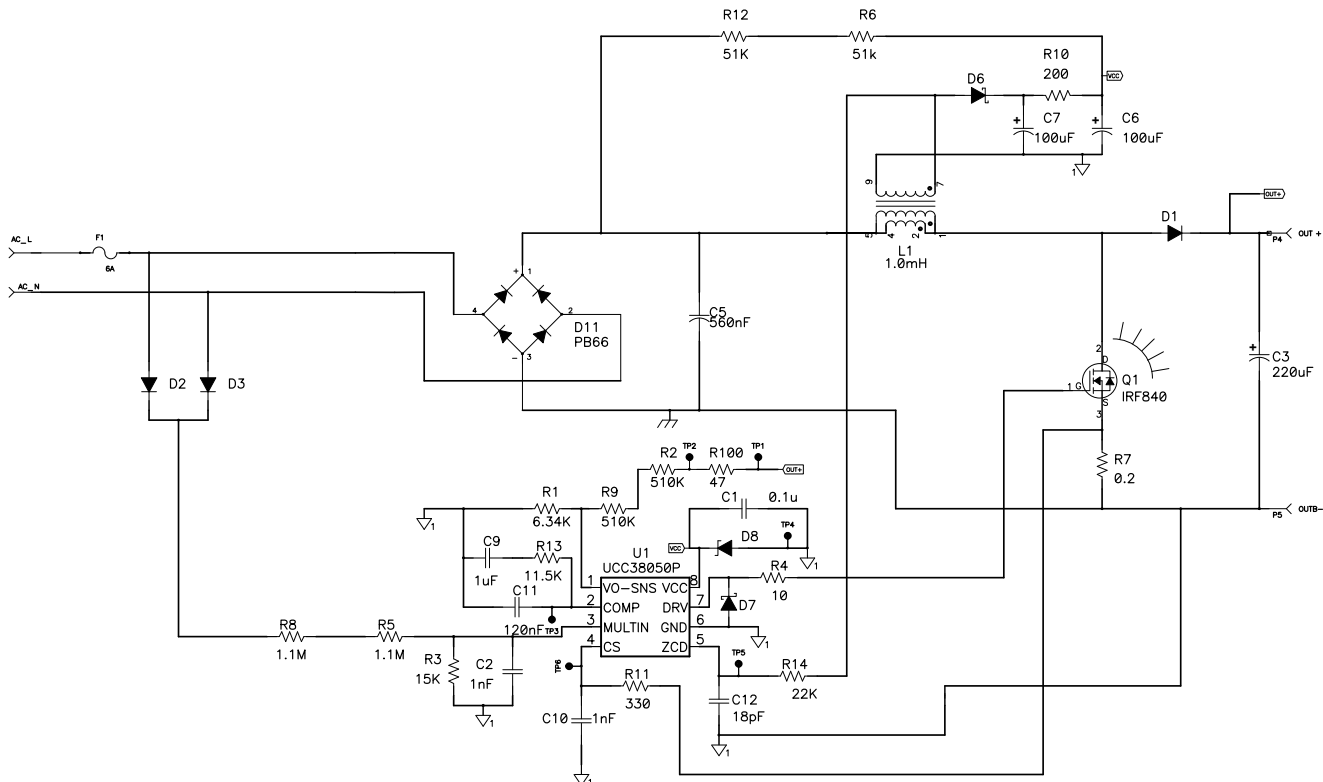 R12
51K
R6
51k
R10
200
VCC
D6
C7
100uF
C6
100uF
1
9
7
OUT+
AC_L
F1
6A
AC_N
5
4
2
1
L1
1.0mH
D1
P4
OUT +
+
1
4
2
D11
PB66
-
3
C5
560nF
D2
D3
2
D
1
G
S
3
Q1
IRF840
+
C3
220uF
R7
0.2
P5
OUTB-
TP2
TP1
R2
R100
OUT+
510K
47
R1
R9
6.34K
510K
1
C1
0.1u
TP4
VCC
D8
1
C9
R13
1uF
11.5K
U1
UCC38050P
C11
120nF
TP3
1
VO-SNS
VCC
8
2
COMP
DRV
7
3
MULTIN
GND
6
4
CS
ZCD
5
R4
10
D7
1
R8
1.1M
R5
1.1M
R3
15K
C2
1nF
1
TP6
R11
330
TP5
R14
22K
C12
18pF
1
C10
1nF
1